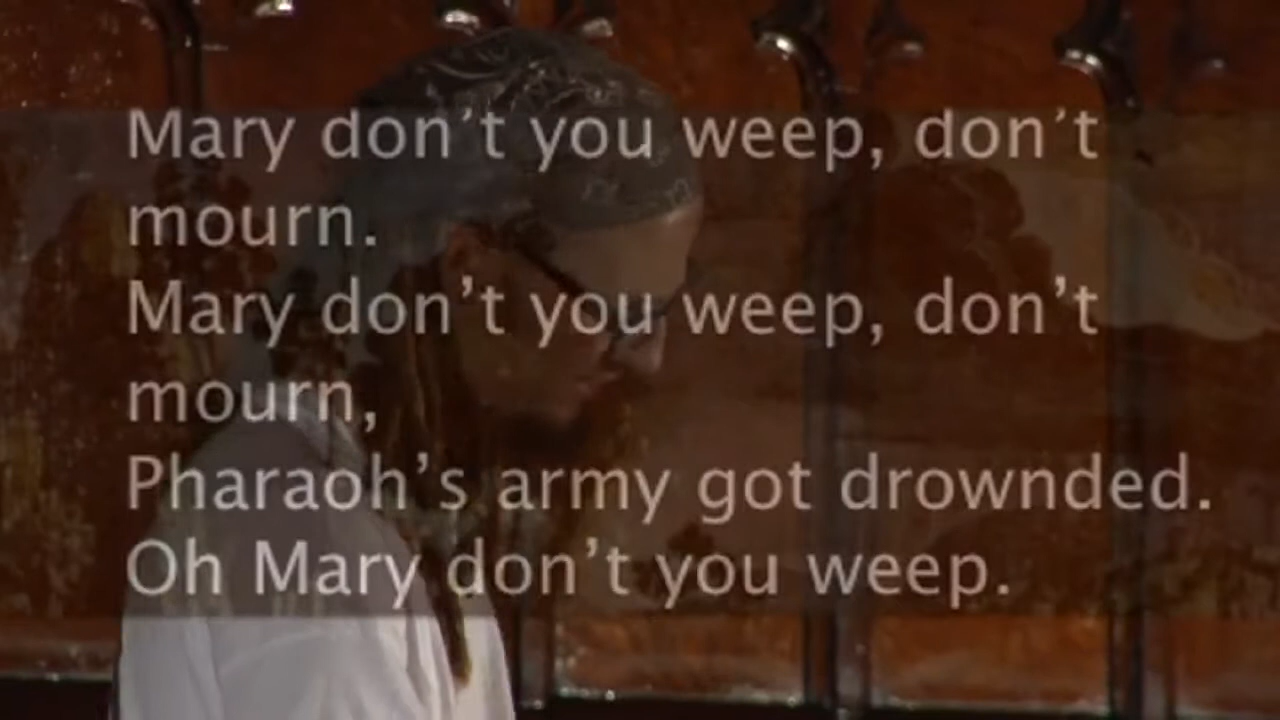 Mary don’t you weep, don’t
mourn.
Mary don’t you weep, don’t
mourn,
Pharaoh’s army got drownded.
Oh Mary don’t you weep.